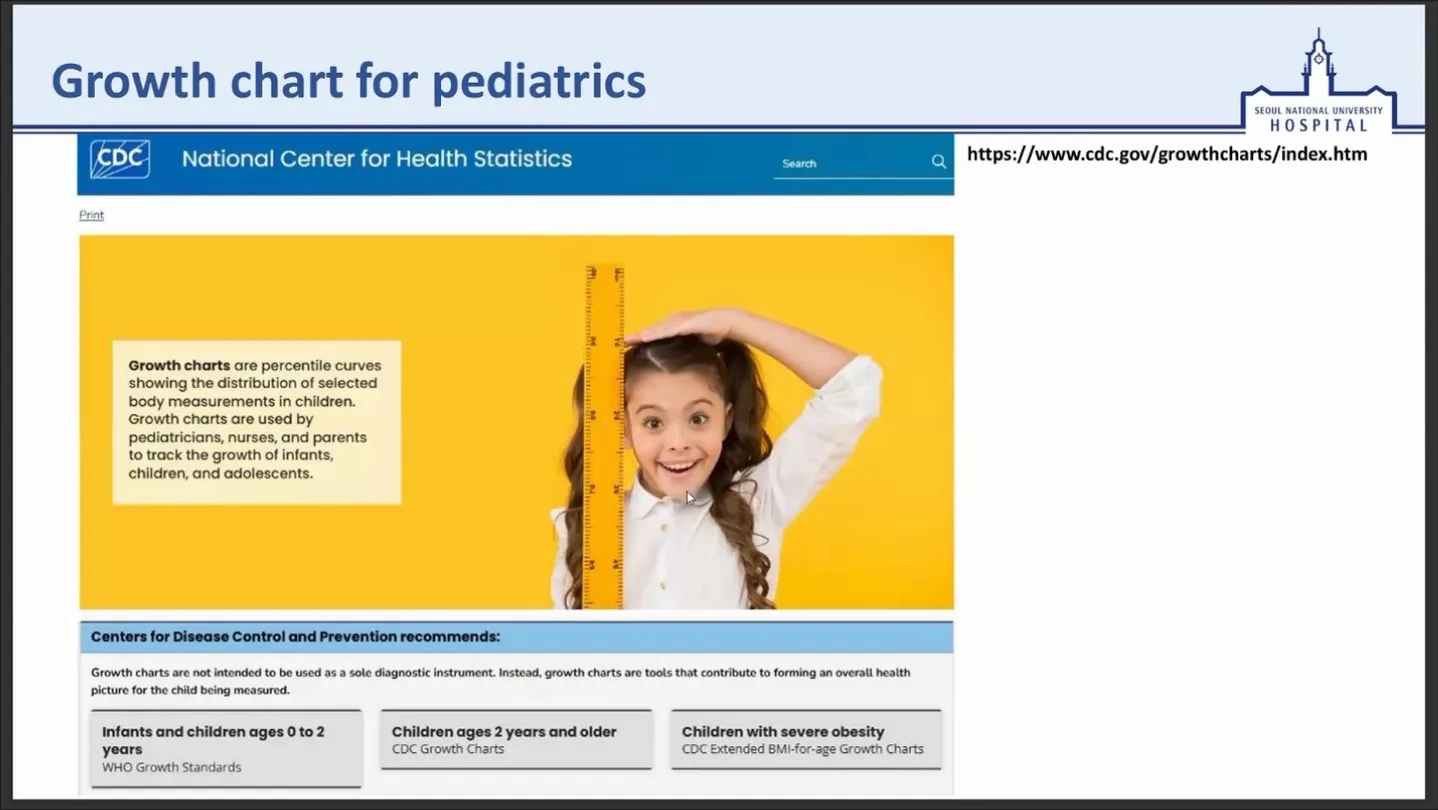 Growth chart for pediatrics
SEOUL NATIONAL UNIVERSITY
HOSPITAL
CDC
National Center for Health Statistics
Search
https://www.cdc.gov/growthcharts/index.htm
Print
Growth charts are percentile curves
showing the distribution of selected
body measurements in children.
Growth charts are used by
pediatricians, nurses, and parents
to track the growth of infants,
children, and adolescents.
Centers for Disease Control and Prevention recommends:
Growth charts are not intended to be used as a sole diagnostic instrument. Instead, growth charts are tools that contribute to forming an overall health
picture for the child being measured.
Infants and children ages 0 to 2
years
WHO Growth Standards
Children ages 2 years and older
CDC Growth Charts
Children with severe obesity
CDC Extended BMI-for-age Growth Charts